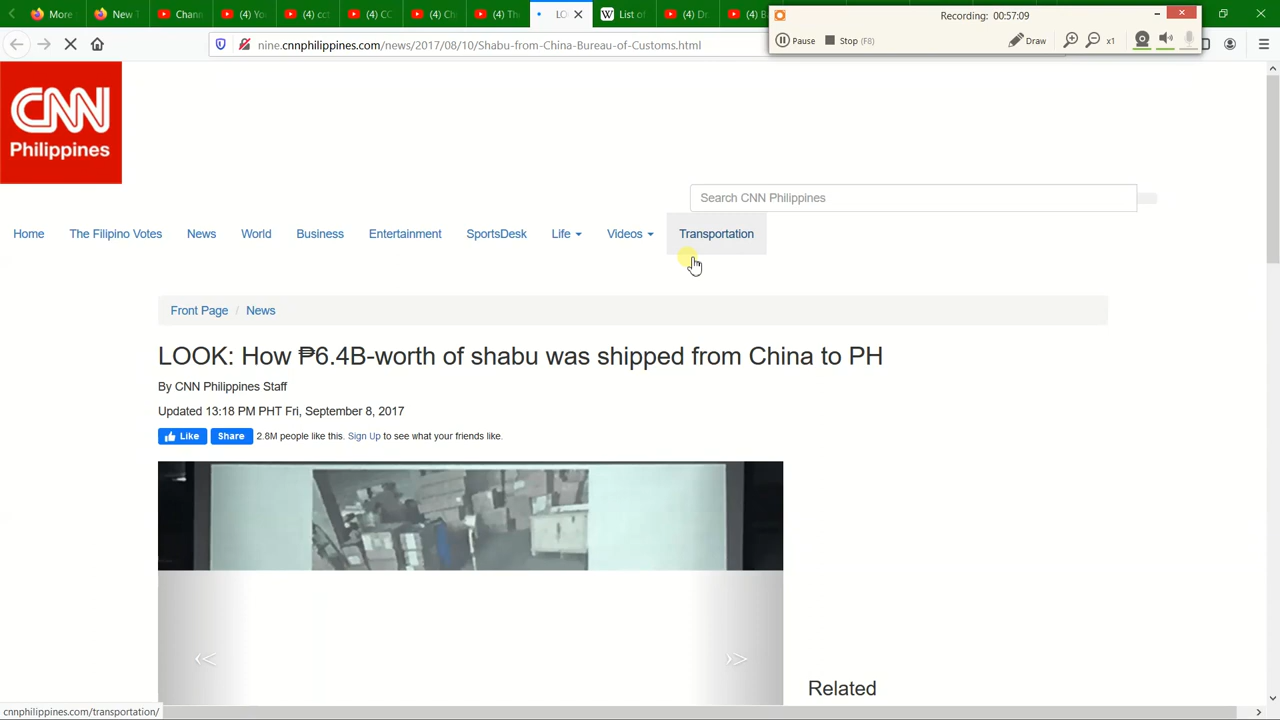 More
New T
Chann
(4) Yo
(4) cct
(4) CC
(4) Ch
(4) Th
LO
List of
(4) Dr
(4) B
Recording: 00:57:09
Pause
Stop (F8)
Draw
x1
nine.cnnphilippines.com/news/2017/08/10/Shabu-from-China-Bureau-of-Customs.html
CNN
Philippines
Search CNN Philippines
Home
The Filipino Votes
News
World
Business
Entertainment
SportsDesk
Life
Videos
Transportation
Front Page / News
LOOK: How ₱6.4B-worth of shabu was shipped from China to PH
By CNN Philippines Staff
Updated 13:18 PM PHT Fri, September 8, 2017
Like
Share
2.8M people like this. Sign Up to see what your friends like.
<<
>>
Related
cnnphilippines.com/transportation/